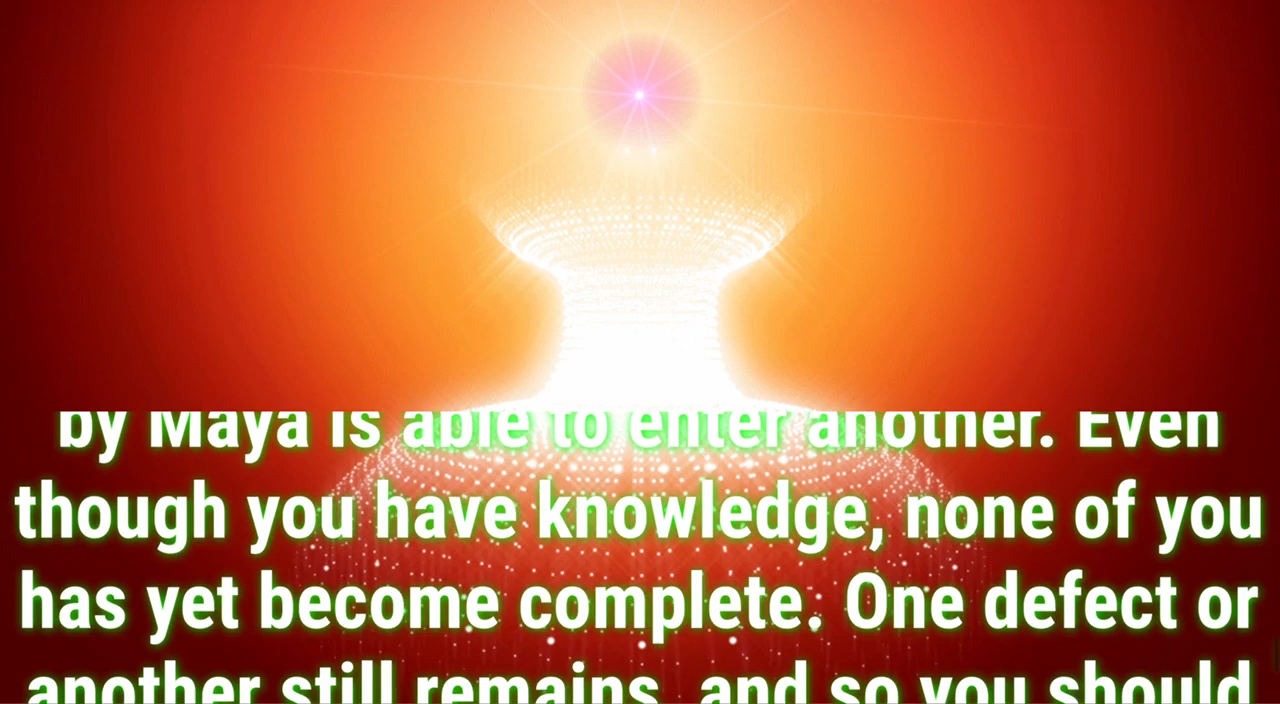 by Maya is able to enter another. Even
though you have knowledge, none of you
has yet become complete. One defect or
another still remains, and so you should